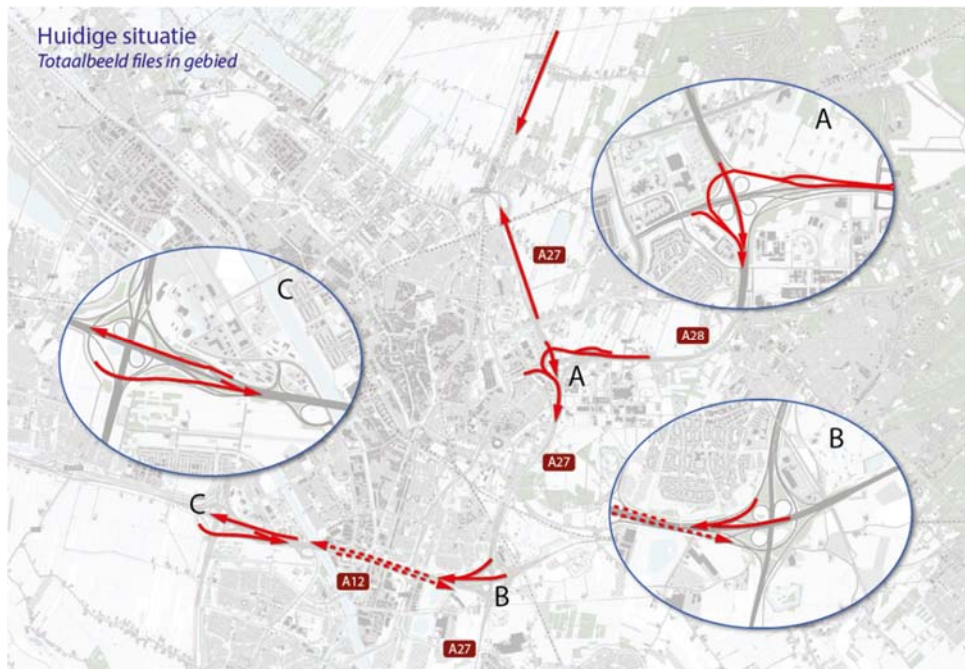 Huidige situatie
Totaalbeeld files in gebied
A
A27
C
A28
A
B
A27
C
A12
B
A27